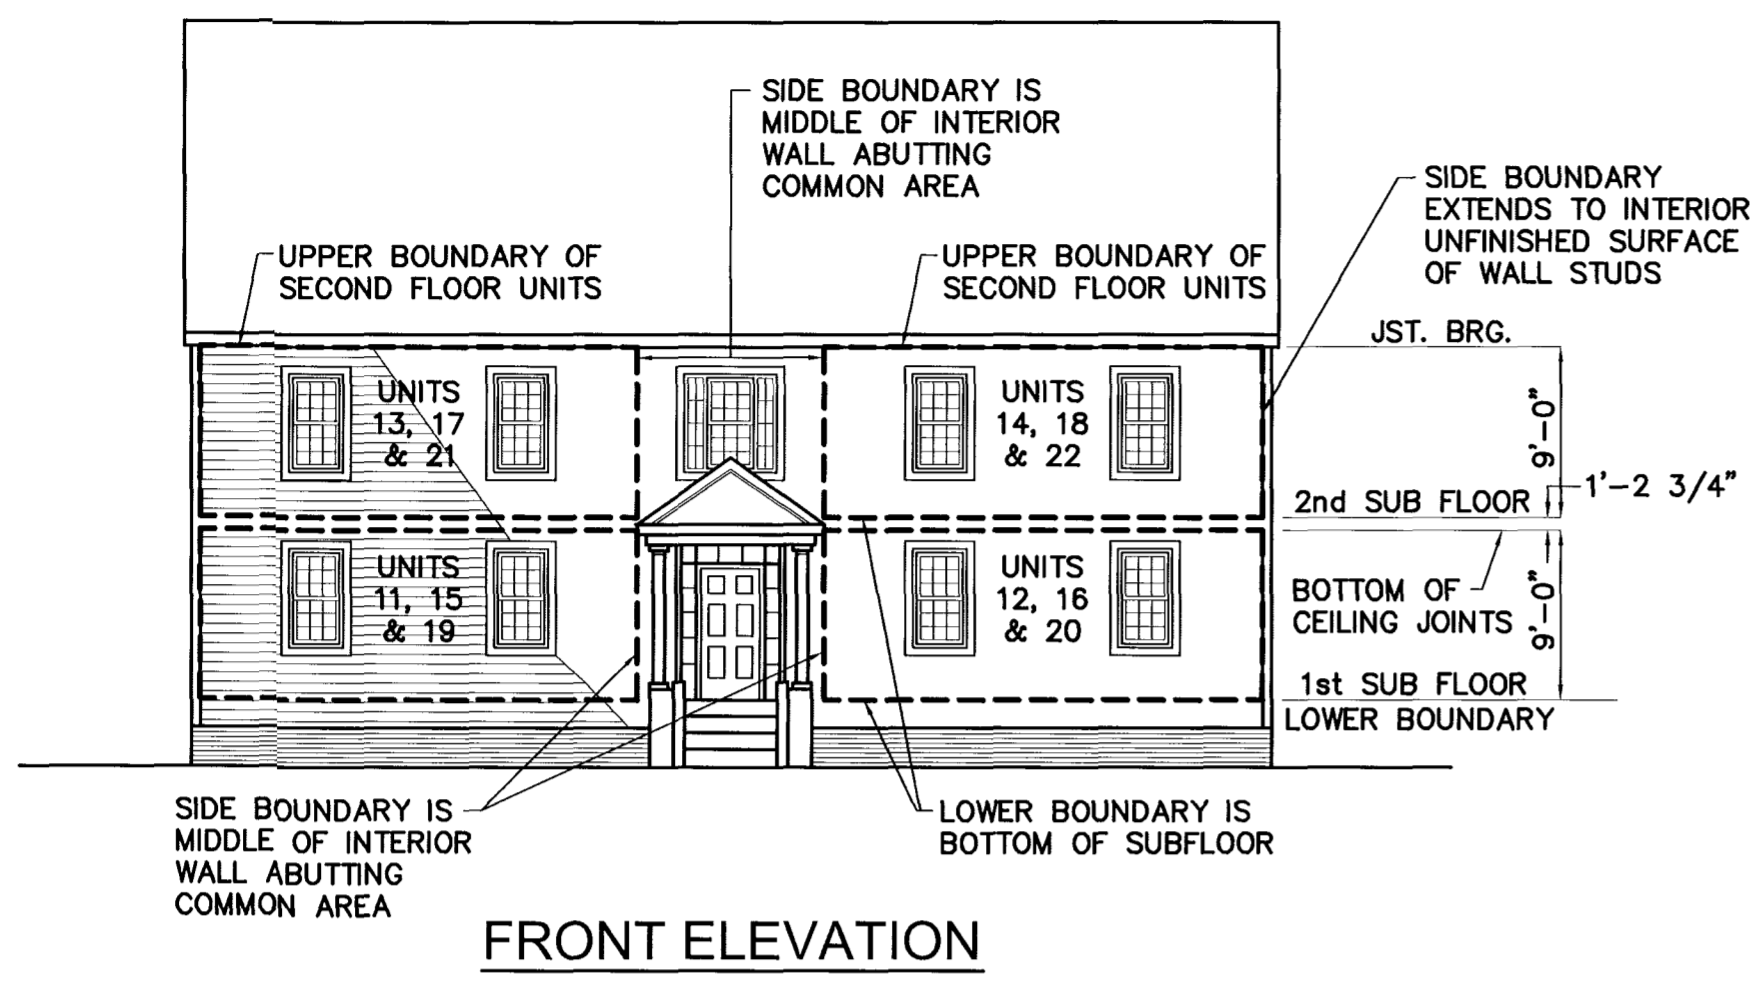 SIDE BOUNDARY IS
MIDDLE OF INTERIOR
WALL ABUTTING
COMMON AREA
SIDE BOUNDARY
EXTENDS TO INTERIOR
UNFINISHED SURFACE
OF WALL STUDS
UPPER BOUNDARY OF
SECOND FLOOR UNITS
UPPER BOUNDARY OF
SECOND FLOOR UNITS
JST. BRG.
UNITS
13, 17
& 21
UNITS
14, 18
& 22
9'-0"
1'-2 3/4"
2nd SUB FLOOR
UNITS
11, 15
& 19
UNITS
12, 16
& 20
BOTTOM OF
CEILING JOINTS
9'-0"
1st SUB FLOOR
LOWER BOUNDARY
SIDE BOUNDARY IS
MIDDLE OF INTERIOR
WALL ABUTTING
COMMON AREA
LOWER BOUNDARY IS
BOTTOM OF SUBFLOOR
FRONT ELEVATION